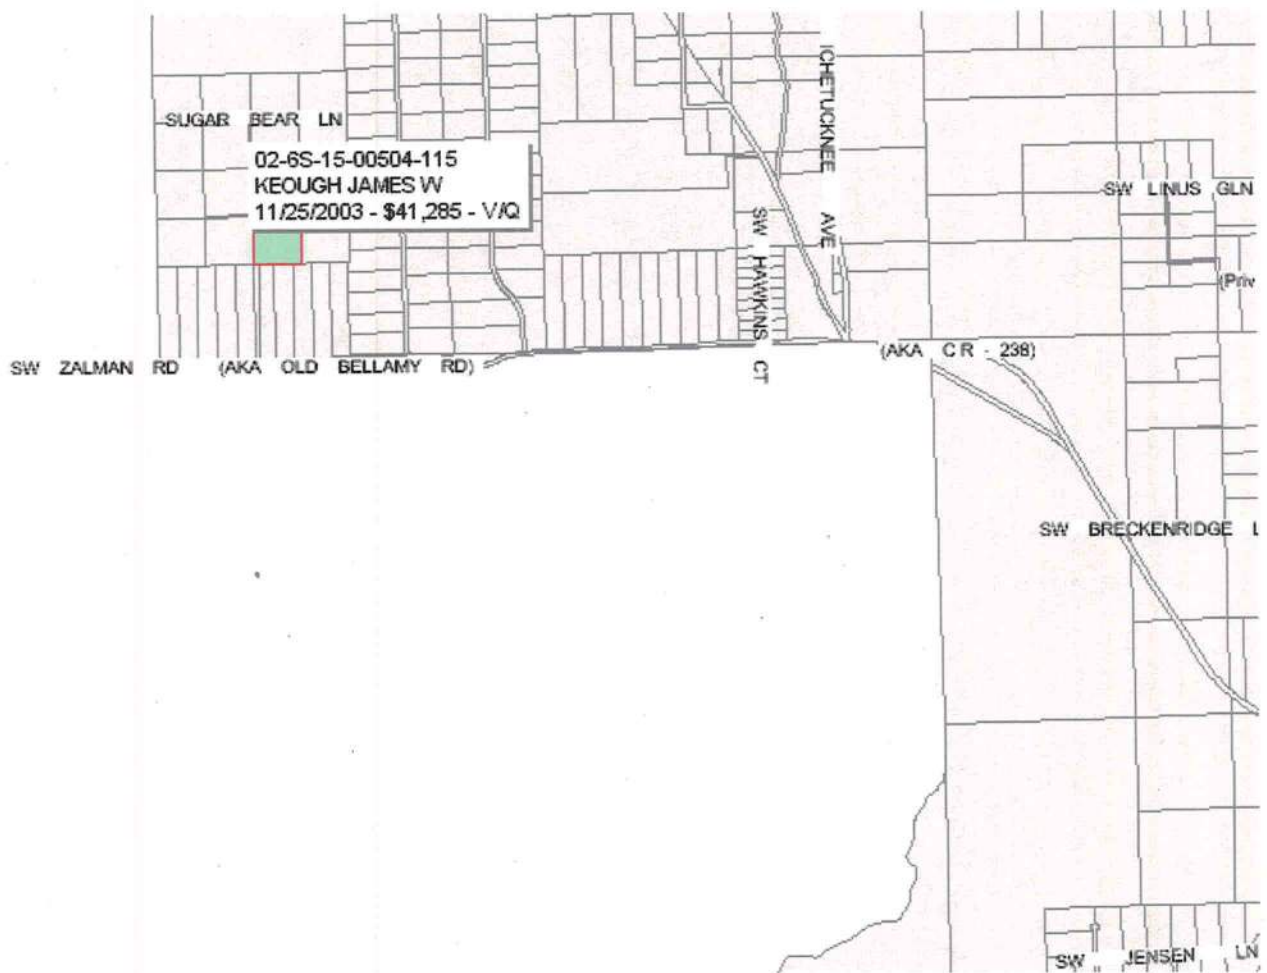 SUGAR BEAR LN
02-6S-15-00504-115
KEOUGH JAMES W
11/25/2003 - $41,285 - V/Q
ICHETUCKNEE AVE
SW LINUS GLN
(Priv
SW HAWKINS CT
SW ZALMAN RD (AKA OLD BELLAMY RD)
(AKA CR - 238)
SW BRECKENRIDGE L
SW JENSEN LN